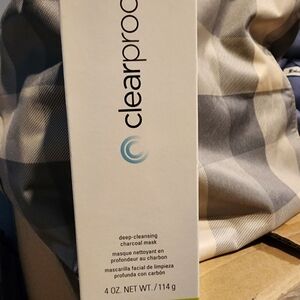 clearproo
deep-cleansing
charcoal mask
masque nettoyant en
profondeur au charbon
mascarilla facial de limpieza
profunda con carbón
4 OZ. NET WT. / 114 g